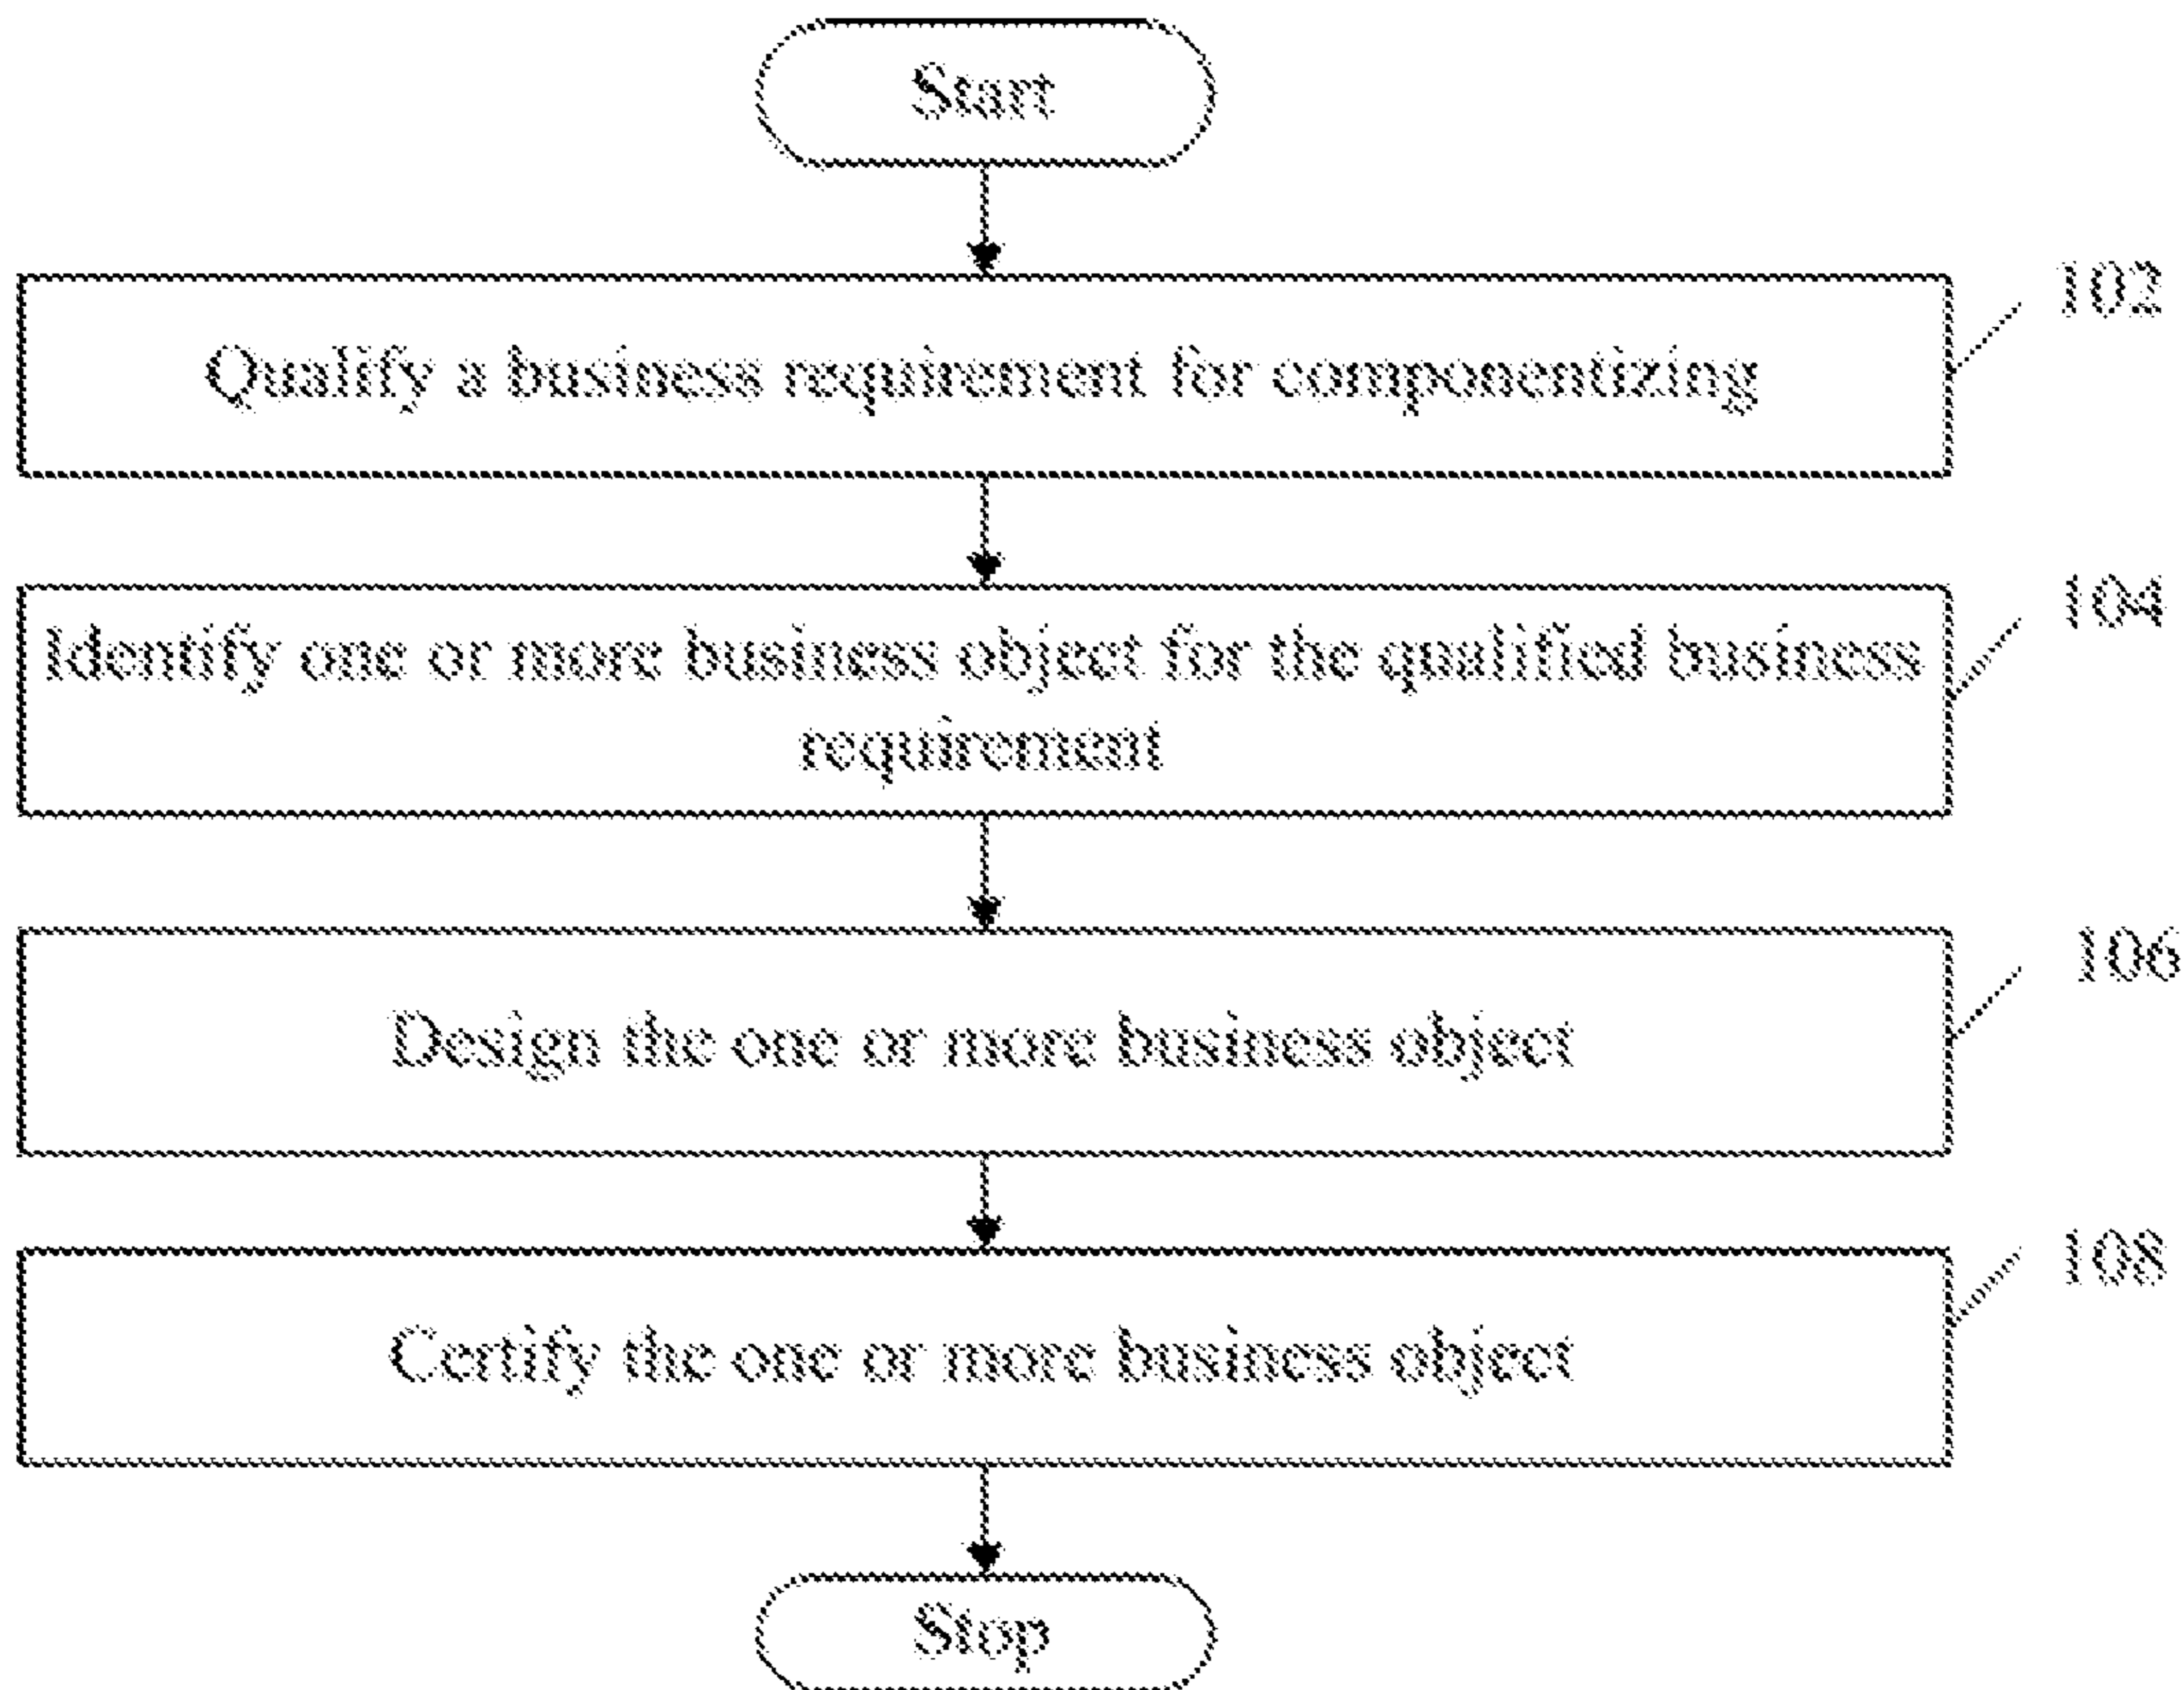 Start
102
Qualify a business requirement for componentizing
104
Identify one or more business object for the qualified business
requirement
106
Design the one or more business object
108
Certify the one or more business object
Stop